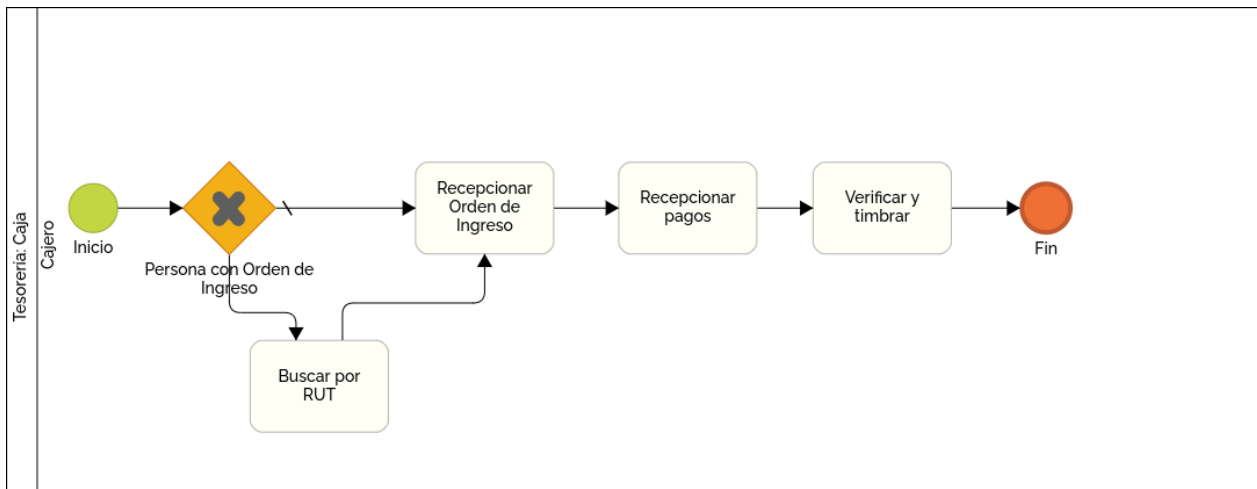 Tesorería: Caja
Cajero
Inicio
Persona con Orden de
Ingreso
Buscar por
RUT
Recepcionar
Orden de
Ingreso
Recepcionar
pagos
Verificar y
timbrar
Fin